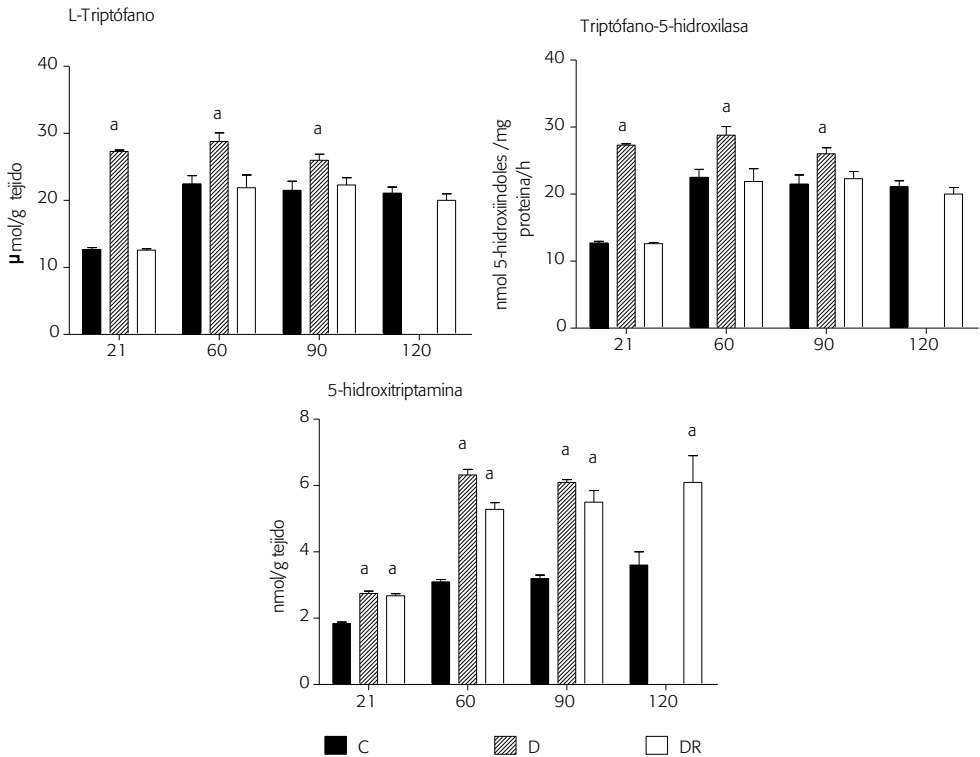 L-Triptófano
40
30
20
10
0
μmol/g tejido
a
a
a
21
60
90
120
Triptófano-5-hidroxilasa
40
30
20
10
0
nmol 5-hidroxiindoles /mg
proteina/h
a
a
a
21
60
90
120
5-hidroxitriptamina
8
6
4
2
0
nmol/g tejido
a a
a
a
a
a
a
21
60
90
120
C
D
DR